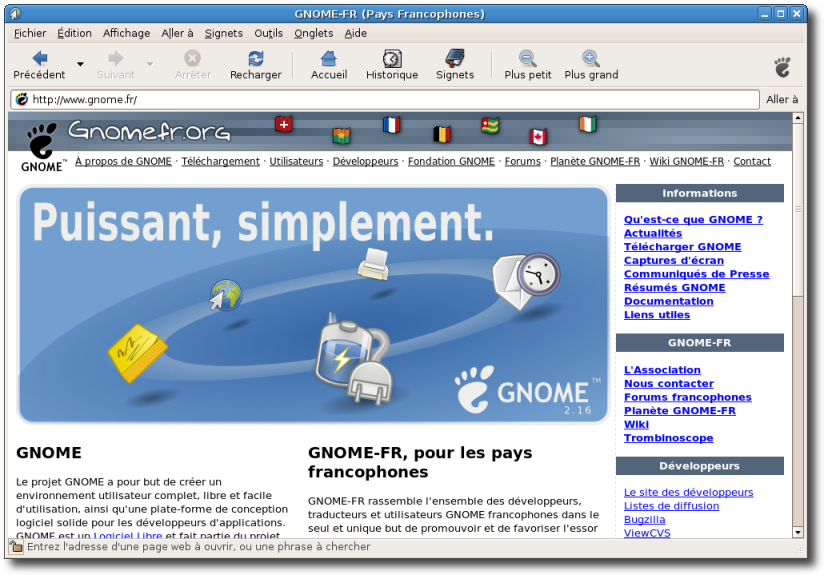 GNOME-FR (Pays Francophones)
Fichier Édition Affichage Aller à Signets Outils Onglets Aide
Précédent Suivant Arrêter Recharger Accueil Historique Signets Plus petit Plus grand
http://www.gnome.fr/ Aller à
Gnomefr.org
GNOME™ À propos de GNOME · Téléchargement · Utilisateurs · Développeurs · Fondation GNOME · Forums · Planète GNOME-FR · Wiki GNOME-FR · Contact
Puissant, simplement.
GNOME™
2.16
GNOME
Le projet GNOME a pour but de créer un
environnement utilisateur complet, libre et facile
d'utilisation, ainsi qu'une plate-forme de conception
logiciel solide pour les développeurs d'applications.
GNOME est un Logiciel Libre et fait partie du projet
GNOME-FR, pour les pays
francophones
GNOME-FR rassemble l'ensemble des développeurs,
traducteurs et utilisateurs GNOME francophones dans le
seul et unique but de promouvoir et de favoriser l'essor
Informations
Qu'est-ce que GNOME ?
Actualités
Télécharger GNOME
Captures d'écran
Communiqués de Presse
Résumés GNOME
Documentation
Liens utiles
GNOME-FR
L'Association
Nous contacter
Forums francophones
Planète GNOME-FR
Wiki
Trombinoscope
Développeurs
Le site des développeurs
Listes de diffusion
Bugzilla
ViewCVS
Entrez l'adresse d'une page web à ouvrir, ou une phrase à chercher